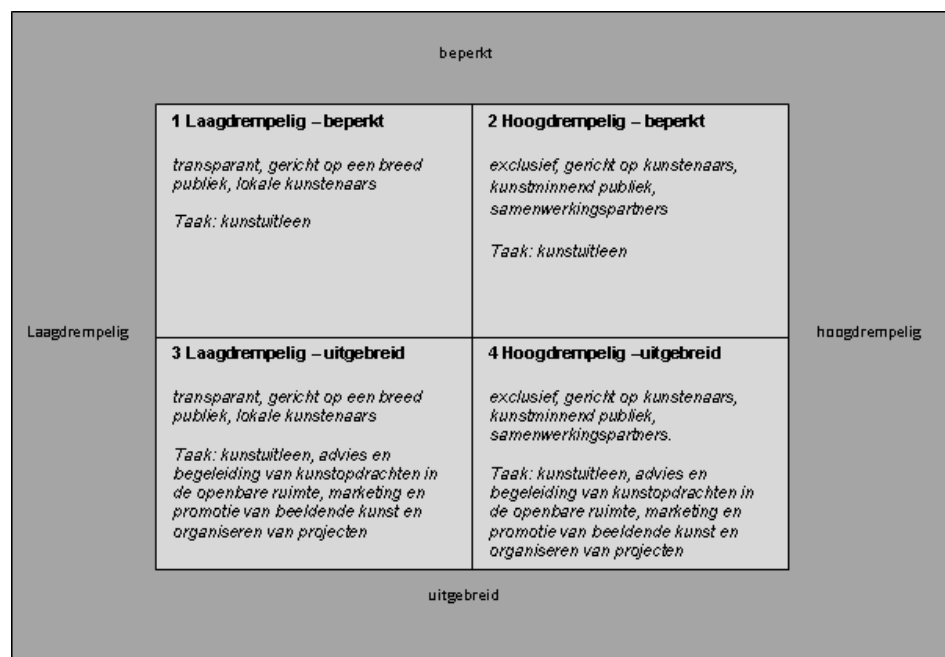 beperkt
1 Laagdrempelig – beperkt
transparant, gericht op een breed
publiek, lokale kunstenaars
Taak: kunstuitleen
2 Hoogdrempelig – beperkt
exclusief, gericht op kunstenaars,
kunstminnend publiek,
samenwerkingspartners
Taak: kunstuitleen
Laagdrempelig
hoogdrempelig
3 Laagdrempelig – uitgebreid
transparant, gericht op een breed
publiek, lokale kunstenaars
Taak: kunstuitleen, advies en
begeleiding van kunstopdrachten in
de openbare ruimte, marketing en
promotie van beeldende kunst en
organiseren van projecten
4 Hoogdrempelig –uitgebreid
exclusief, gericht op kunstenaars,
kunstminnend publiek,
samenwerkingspartners.
Taak: kunstuitleen, advies en
begeleiding van kunstopdrachten in
de openbare ruimte, marketing en
promotie van beeldende kunst en
organiseren van projecten
uitgebreid